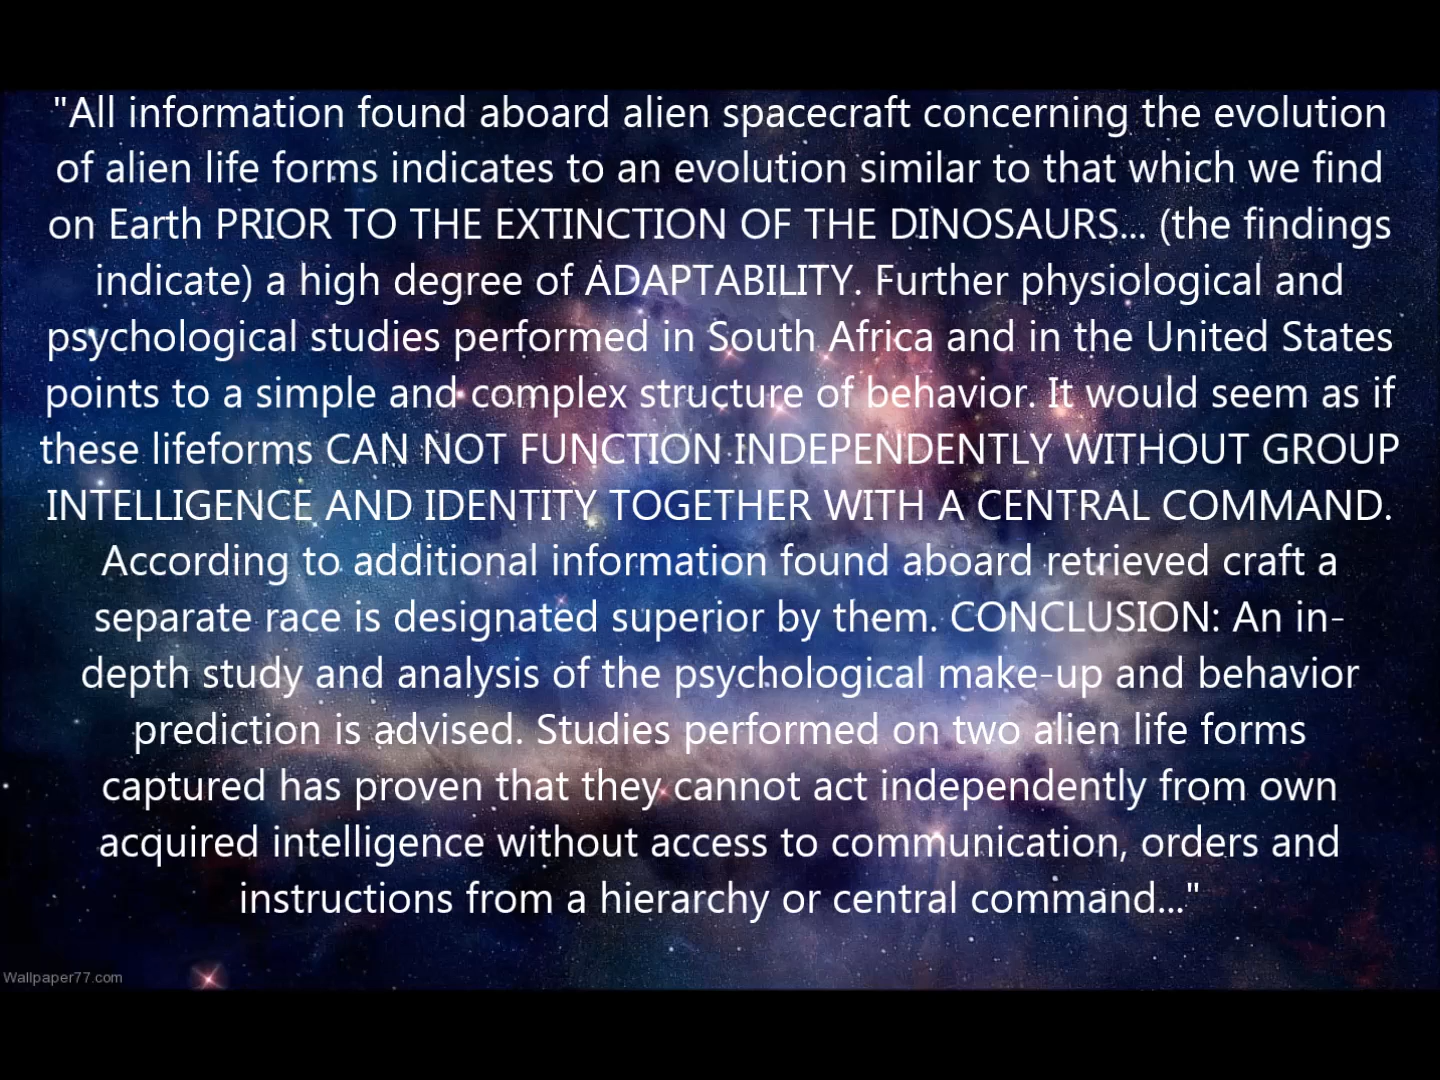 "All information found aboard alien spacecraft concerning the evolution
of alien life forms indicates to an evolution similar to that which we find
on Earth PRIOR TO THE EXTINCTION OF THE DINOSAURS... (the findings
indicate) a high degree of ADAPTABILITY. Further physiological and
psychological studies performed in South Africa and in the United States
points to a simple and complex structure of behavior. It would seem as if
these lifeforms CAN NOT FUNCTION INDEPENDENTLY WITHOUT GROUP
INTELLIGENCE AND IDENTITY TOGETHER WITH A CENTRAL COMMAND.
According to additional information found aboard retrieved craft a
separate race is designated superior by them. CONCLUSION: An in-
depth study and analysis of the psychological make-up and behavior
prediction is advised. Studies performed on two alien life forms
captured has proven that they cannot act independently from own
acquired intelligence without access to communication, orders and
instructions from a hierarchy or central command..."
Wallpaper77.com